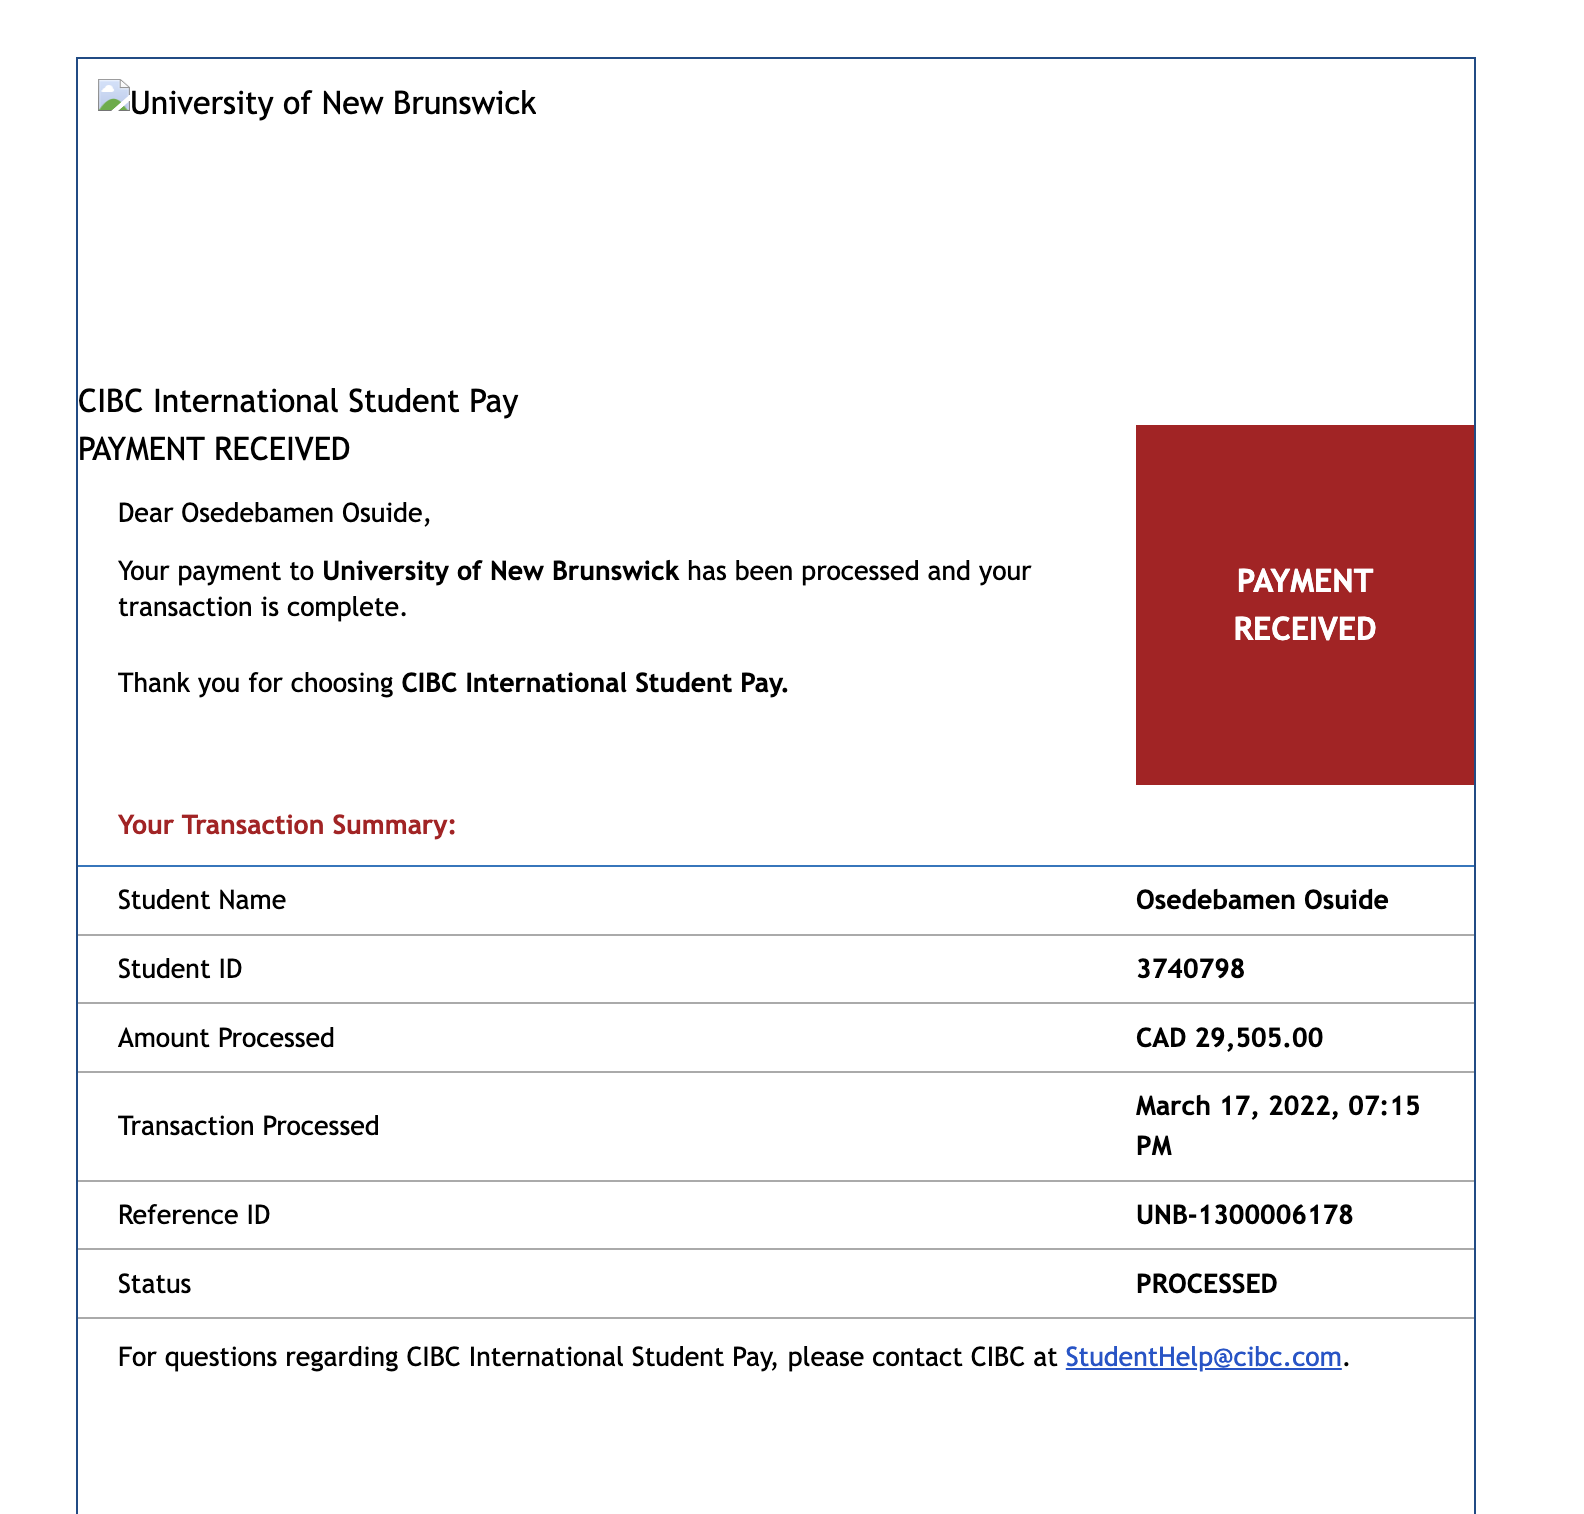 University of New Brunswick
CIBC International Student Pay
PAYMENT RECEIVED
Dear Osedebamen Osuide,
Your payment to University of New Brunswick has been processed and your
transaction is complete.
Thank you for choosing CIBC International Student Pay.
PAYMENT
RECEIVED
Your Transaction Summary:
Student Name Osedebamen Osuide
Student ID 3740798
Amount Processed CAD 29,505.00
Transaction Processed March 17, 2022, 07:15
PM
Reference ID UNB-1300006178
Status PROCESSED
For questions regarding CIBC International Student Pay, please contact CIBC at StudentHelp@cibc.com.